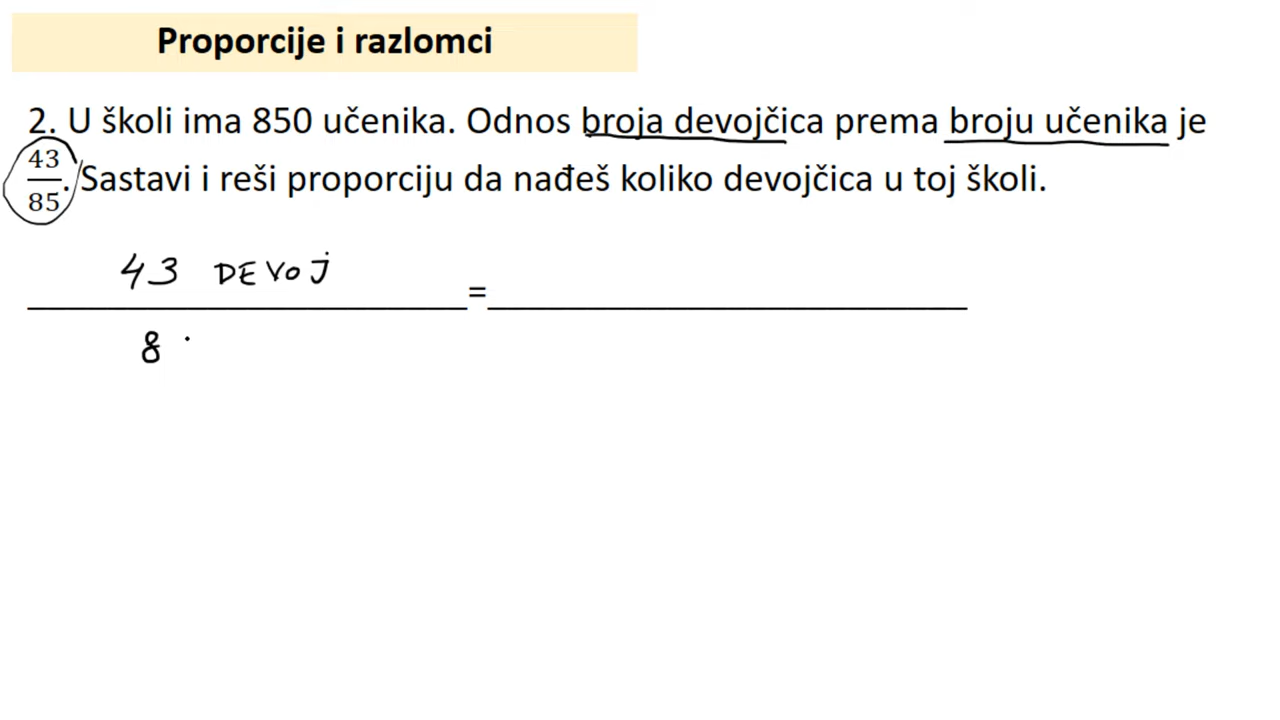 Proporcije i razlomci
2. U školi ima 850 učenika. Odnos broja devojčica prema broju učenika je
43
85
. Sastavi i reši proporciju da nađeš koliko devojčica u toj školi.
43 DEVOJ
=
8